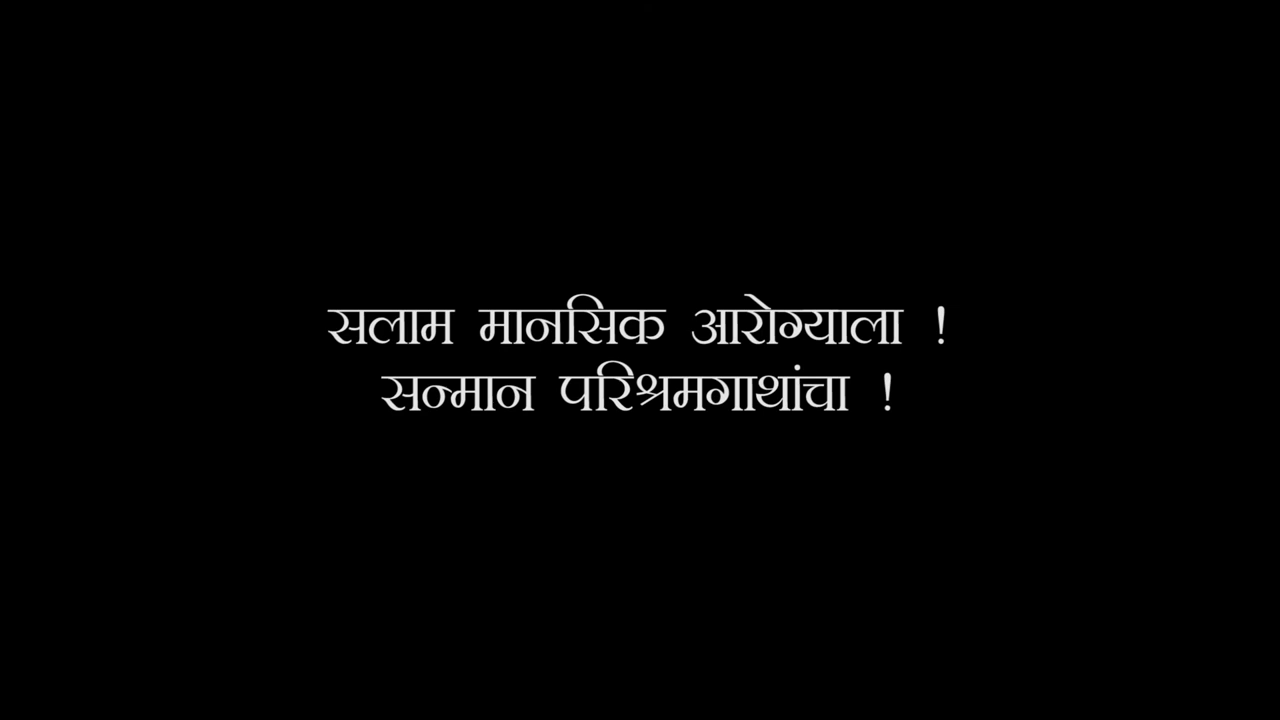 सलाम मानसिक आरोग्याला !
सन्मान परिश्रमगाथांचा !